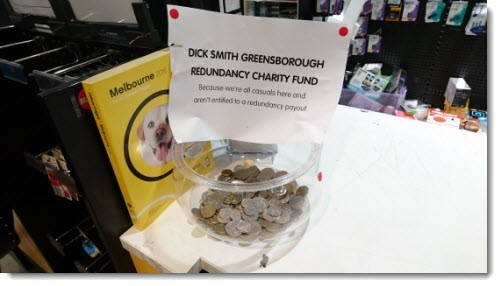 DICK SMITH GREENSBOROUGH
REDUNDANCY CHARITY FUND
Because we're all casuals here and
aren't entitled to a redundancy payout
Melbourne 2016